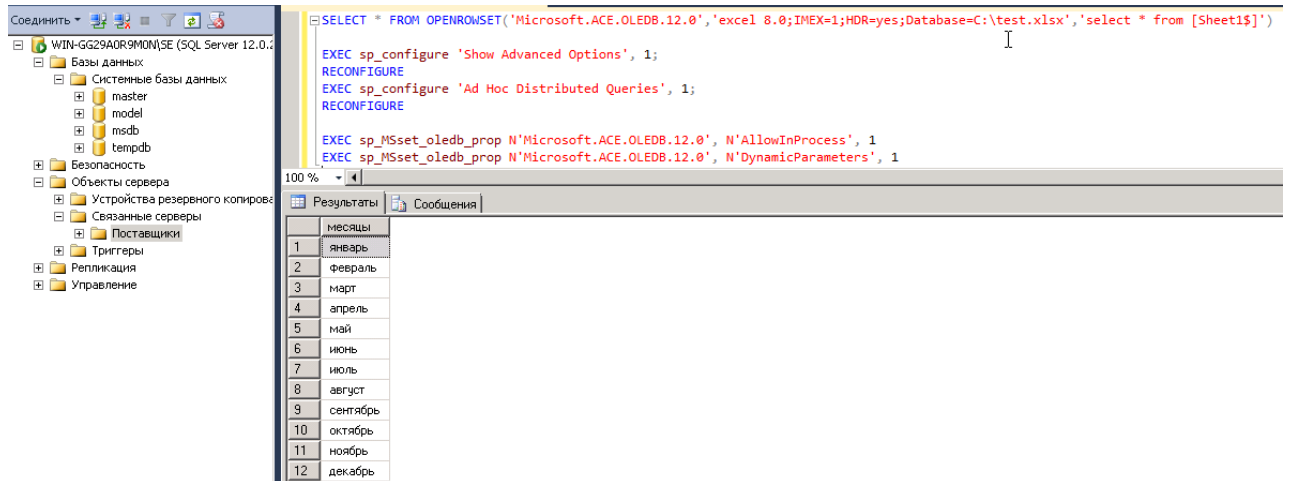 Соединить
WIN-GG29A0R9M0N\SE (SQL Server 12.0.2
Базы данных
Системные базы данных
master
model
msdb
tempdb
Безопасность
Объекты сервера
Устройства резервного копирова
Связанные серверы
Поставщики
Триггеры
Репликация
Управление
SELECT * FROM OPENROWSET('Microsoft.ACE.OLEDB.12.0','excel 8.0;IMEX=1;HDR=yes;Database=C:\test.xlsx','select * from [Sheet1$]')
EXEC sp_configure 'Show Advanced Options', 1;
RECONFIGURE
EXEC sp_configure 'Ad Hoc Distributed Queries', 1;
RECONFIGURE
EXEC sp_MSset_oledb_prop N'Microsoft.ACE.OLEDB.12.0', N'AllowInProcess', 1
EXEC sp_MSset_oledb_prop N'Microsoft.ACE.OLEDB.12.0', N'DynamicParameters', 1
100 %
Результаты Сообщения
месяцы
1 январь
2 февраль
3 март
4 апрель
5 май
6 июнь
7 июль
8 август
9 сентябрь
10 октябрь
11 ноябрь
12 декабрь